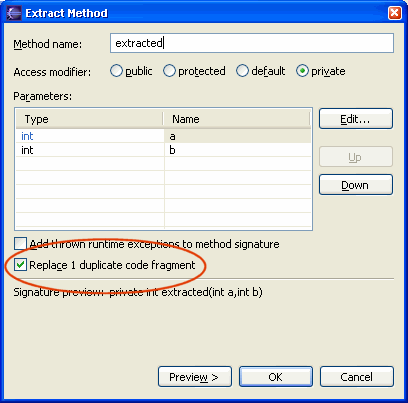 Extract Method
Method name: extracted
Access modifier: public protected default private
Parameters:
Type Name
int a
int b
Edit...
Up
Down
Add thrown runtime exceptions to method signature
Replace 1 duplicate code fragment
Signature preview: private int extracted(int a,int b)
Preview > OK Cancel